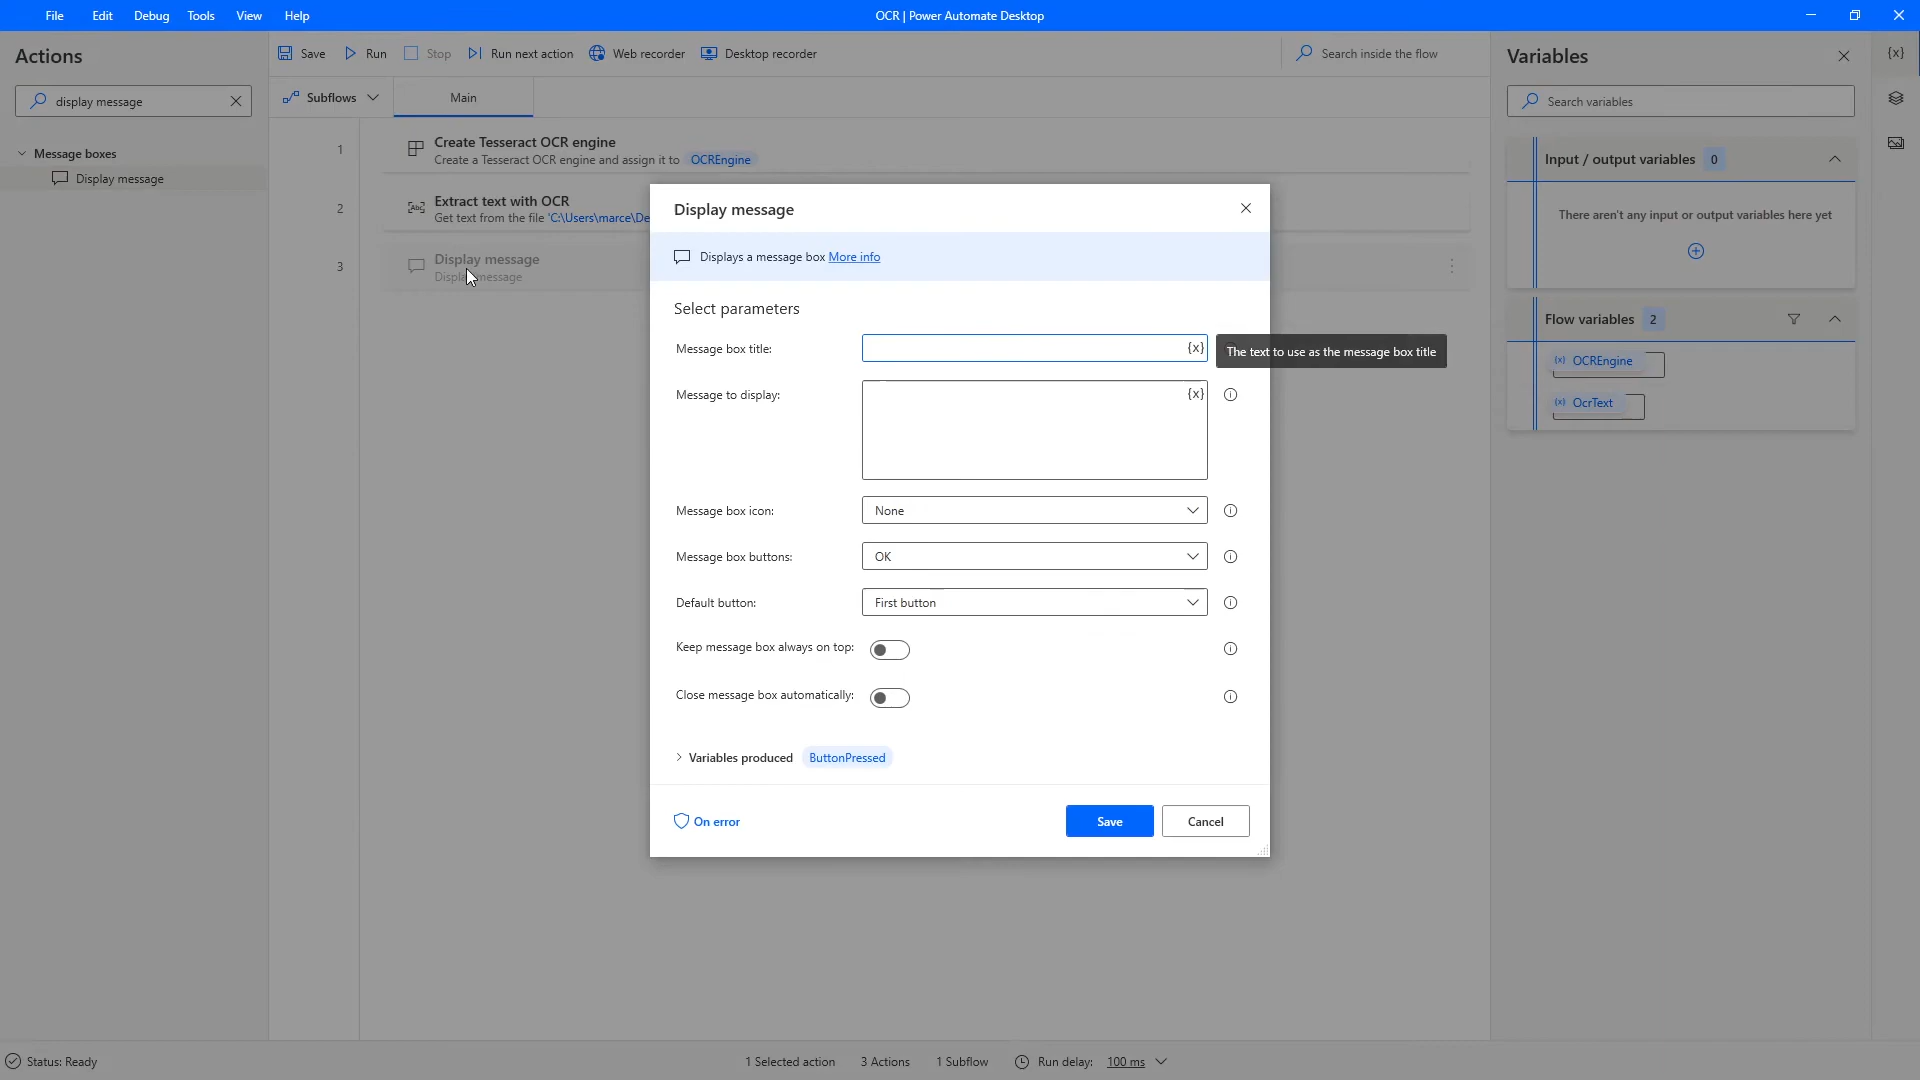 File Edit Debug Tools View Help
OCR | Power Automate Desktop
Actions
Save Run Stop Run next action Web recorder Desktop recorder
Search inside the flow
Variables
{x}
display message
Subflows
Main
Search variables
Message boxes
Display message
1
Create Tesseract OCR engine
Create a Tesseract OCR engine and assign it to OCREngine
2
Extract text with OCR
Get text from the file 'C:\Users\marce\De
3
Display message
Display message
Input / output variables 0
There aren't any input or output variables here yet
Flow variables 2
{x} OCREngine
{x} OcrText
Display message
Displays a message box More info
Select parameters
Message box title:
{x}
The text to use as the message box title
Message to display:
{x}
Message box icon:
None
Message box buttons:
OK
Default button:
First button
Keep message box always on top:
Close message box automatically:
Variables produced ButtonPressed
On error
Save
Cancel
Status: Ready
1 Selected action 3 Actions 1 Subflow Run delay: 100 ms